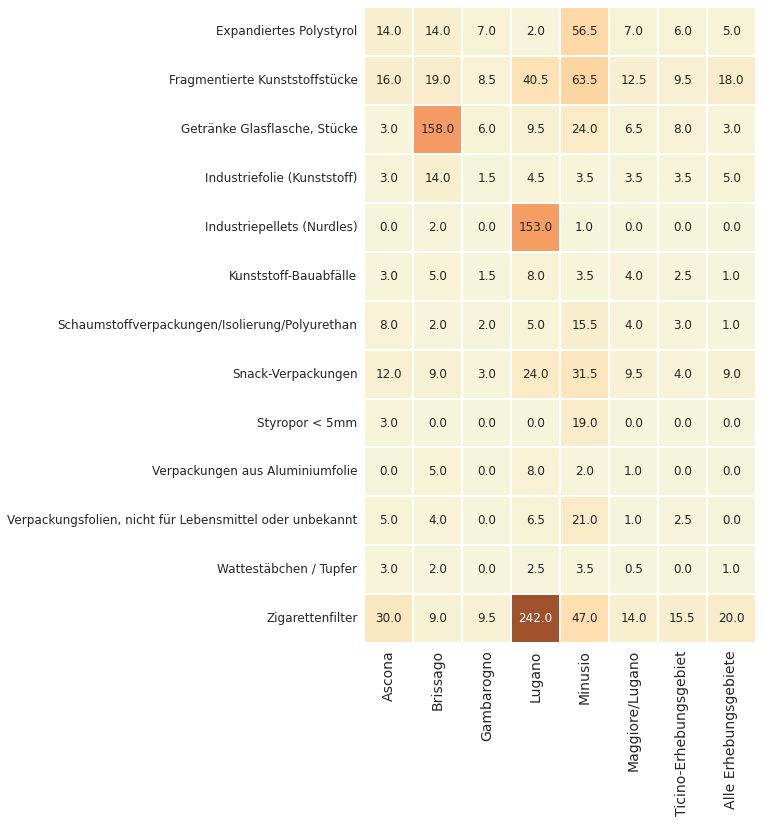 Expandiertes Polystyrol 14.0 14.0 7.0 2.0 56.5 7.0 6.0 5.0
Fragmentierte Kunststoffstücke 16.0 19.0 8.5 40.5 63.5 12.5 9.5 18.0
Getränke Glasflasche, Stücke 3.0 158.0 6.0 9.5 24.0 6.5 8.0 3.0
Industriefolie (Kunststoff) 3.0 14.0 1.5 4.5 3.5 3.5 3.5 5.0
Industriepellets (Nurdles) 0.0 2.0 0.0 153.0 1.0 0.0 0.0 0.0
Kunststoff-Bauabfälle 3.0 5.0 1.5 8.0 3.5 4.0 2.5 1.0
Schaumstoffverpackungen/Isolierung/Polyurethan 8.0 2.0 2.0 5.0 15.5 4.0 3.0 1.0
Snack-Verpackungen 12.0 9.0 3.0 24.0 31.5 9.5 4.0 9.0
Styropor < 5mm 3.0 0.0 0.0 0.0 19.0 0.0 0.0 0.0
Verpackungen aus Aluminiumfolie 0.0 5.0 0.0 8.0 2.0 1.0 0.0 0.0
Verpackungsfolien, nicht für Lebensmittel oder unbekannt 5.0 4.0 0.0 6.5 21.0 1.0 2.5 0.0
Wattestäbchen / Tupfer 3.0 2.0 0.0 2.5 3.5 0.5 0.0 1.0
Zigarettenfilter 30.0 9.0 9.5 242.0 47.0 14.0 15.5 20.0
Ascona
Brissago
Gambarogno
Lugano
Minusio
Maggiore/Lugano
Ticino-Erhebungsgebiet
Alle Erhebungsgebiete